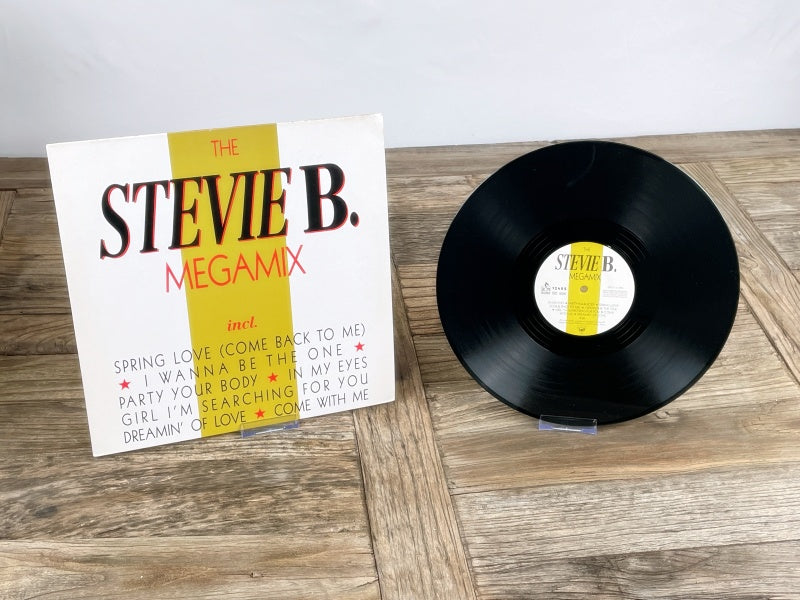 THE
STEVIE B.
MEGAMIX
incl.
SPRING LOVE (COME BACK TO ME)
★ I WANNA BE THE ONE ★
PARTY YOUR BODY ★ IN MY EYES
GIRL I'M SEARCHING FOR YOU
DREAMIN' OF LOVE ★ COME WITH ME
THE
STEVIE B.
MEGAMIX